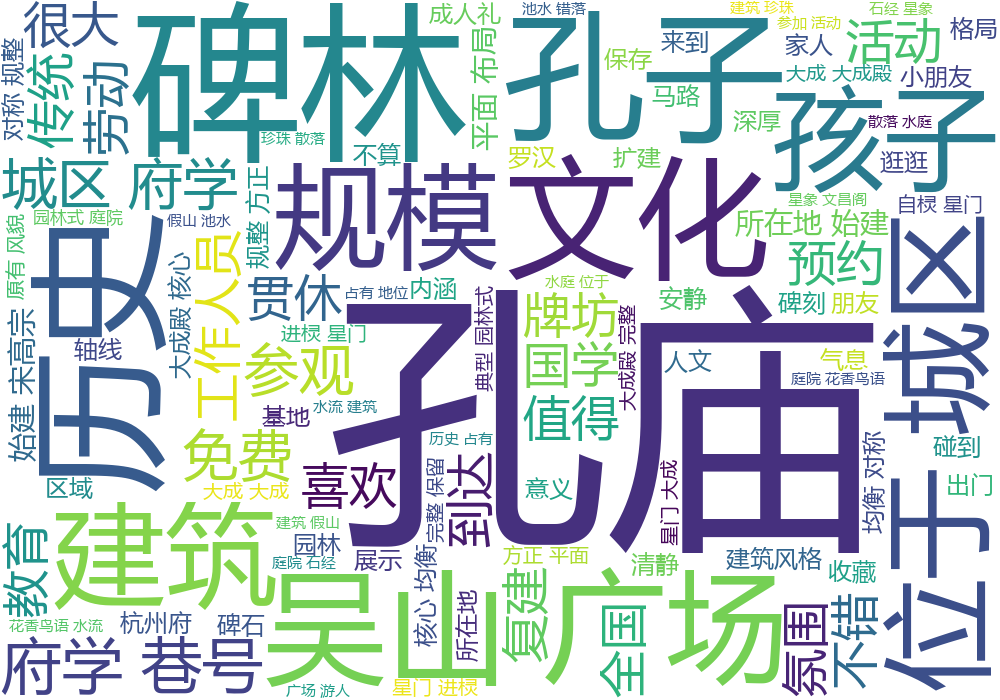 很大
碑林
成人礼
池水 错落
孔子
建筑 珍珠
参加 活动
石经 星象
格局
对称 规整
传统
劳动
平面 布局
保存
来到
家人
活动
大成 大成殿
小朋友
马路
孩子
珍珠 散落
不算
罗汉
扩建
深厚
散落 水庭
逛逛
城区
府学
规整 方正
规模
文化
星象 文昌阁
所在地 始建
自棂 星门
原有 风貌
园林式 庭院
假山 池水
历史
工作人员
大成殿 核心
贯休
占有 地位
内涵
水庭 位于
安静
预约
碑刻
朋友
城区
始建 宋高宗
轴线
进棂 星门
参观
典型 园林式
牌坊
大成殿 完整
孔庙
国学
人文
气息
庭院 花香鸟语
基地
水流 建筑
免费
值得
历史 占有
喜欢
到达
完整 保留
区域
大成 大成
意义
星门 大成
均衡 对称
碰到
出门
位于
建筑
建筑 假山
园林
庭院 石经
展示
核心 均衡
方正 平面
清静
建筑风格
收藏
教育
吴山广场
复建
全国
氛围
不错
花香鸟语 水流
杭州府
碑石
所在地
府学 巷号
广场 游人
星门 进棂